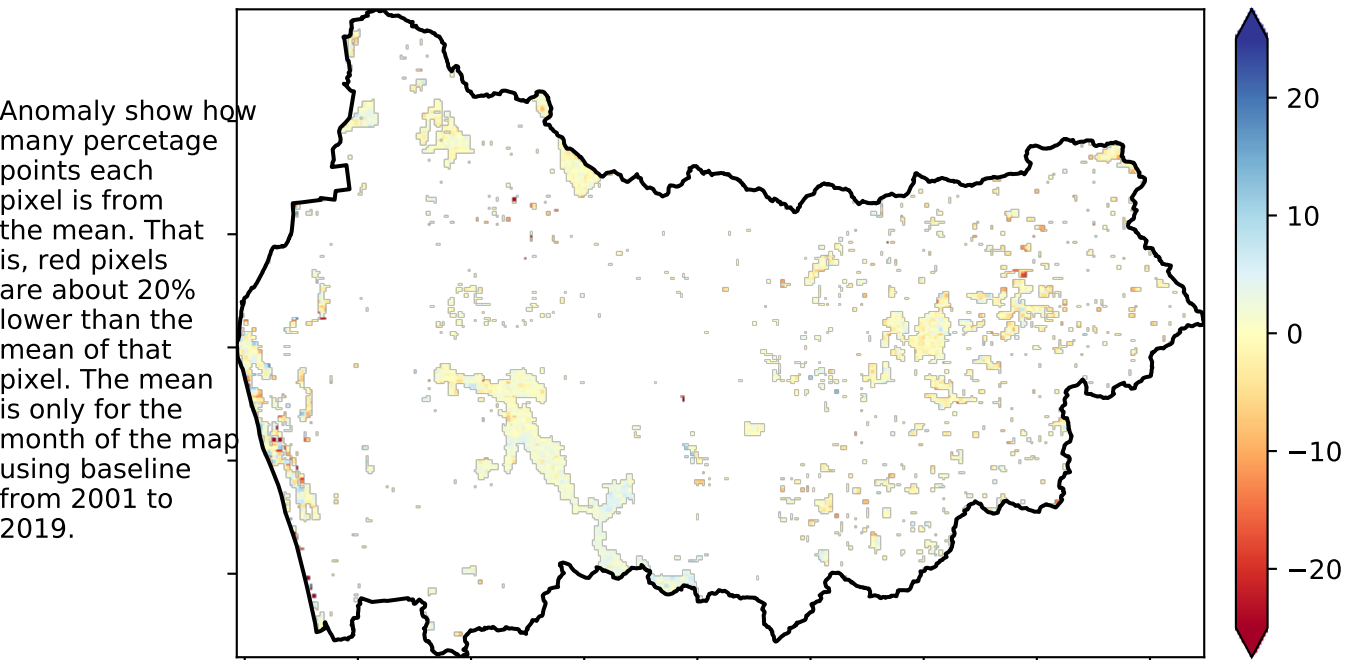 Anomaly show how
many percetage
points each
pixel is from
the mean. That
is, red pixels
are about 20%
lower than the
mean of that
pixel. The mean
is only for the
month of the map
using baseline
from 2001 to
2019.
20
10
0
−10
−20